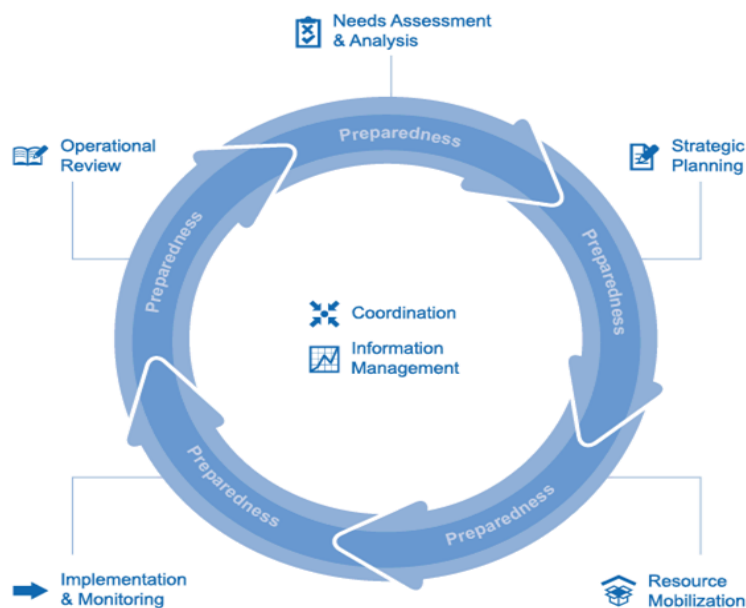 Needs Assessment
& Analysis
Preparedness
Operational
Review
Strategic
Planning
Preparedness
Preparedness
Coordination
Information
Management
Preparedness
Preparedness
Implementation
& Monitoring
Resource
Mobilization